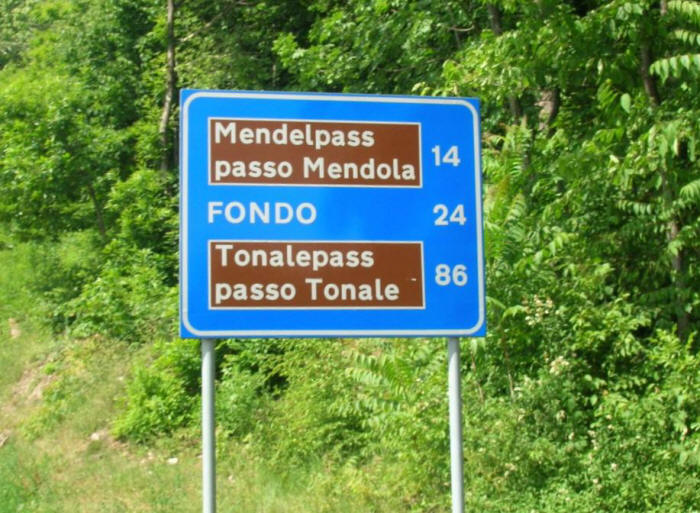 Mendelpass
passo Mendola 14
FONDO 24
Tonalepass
passo Tonale 86